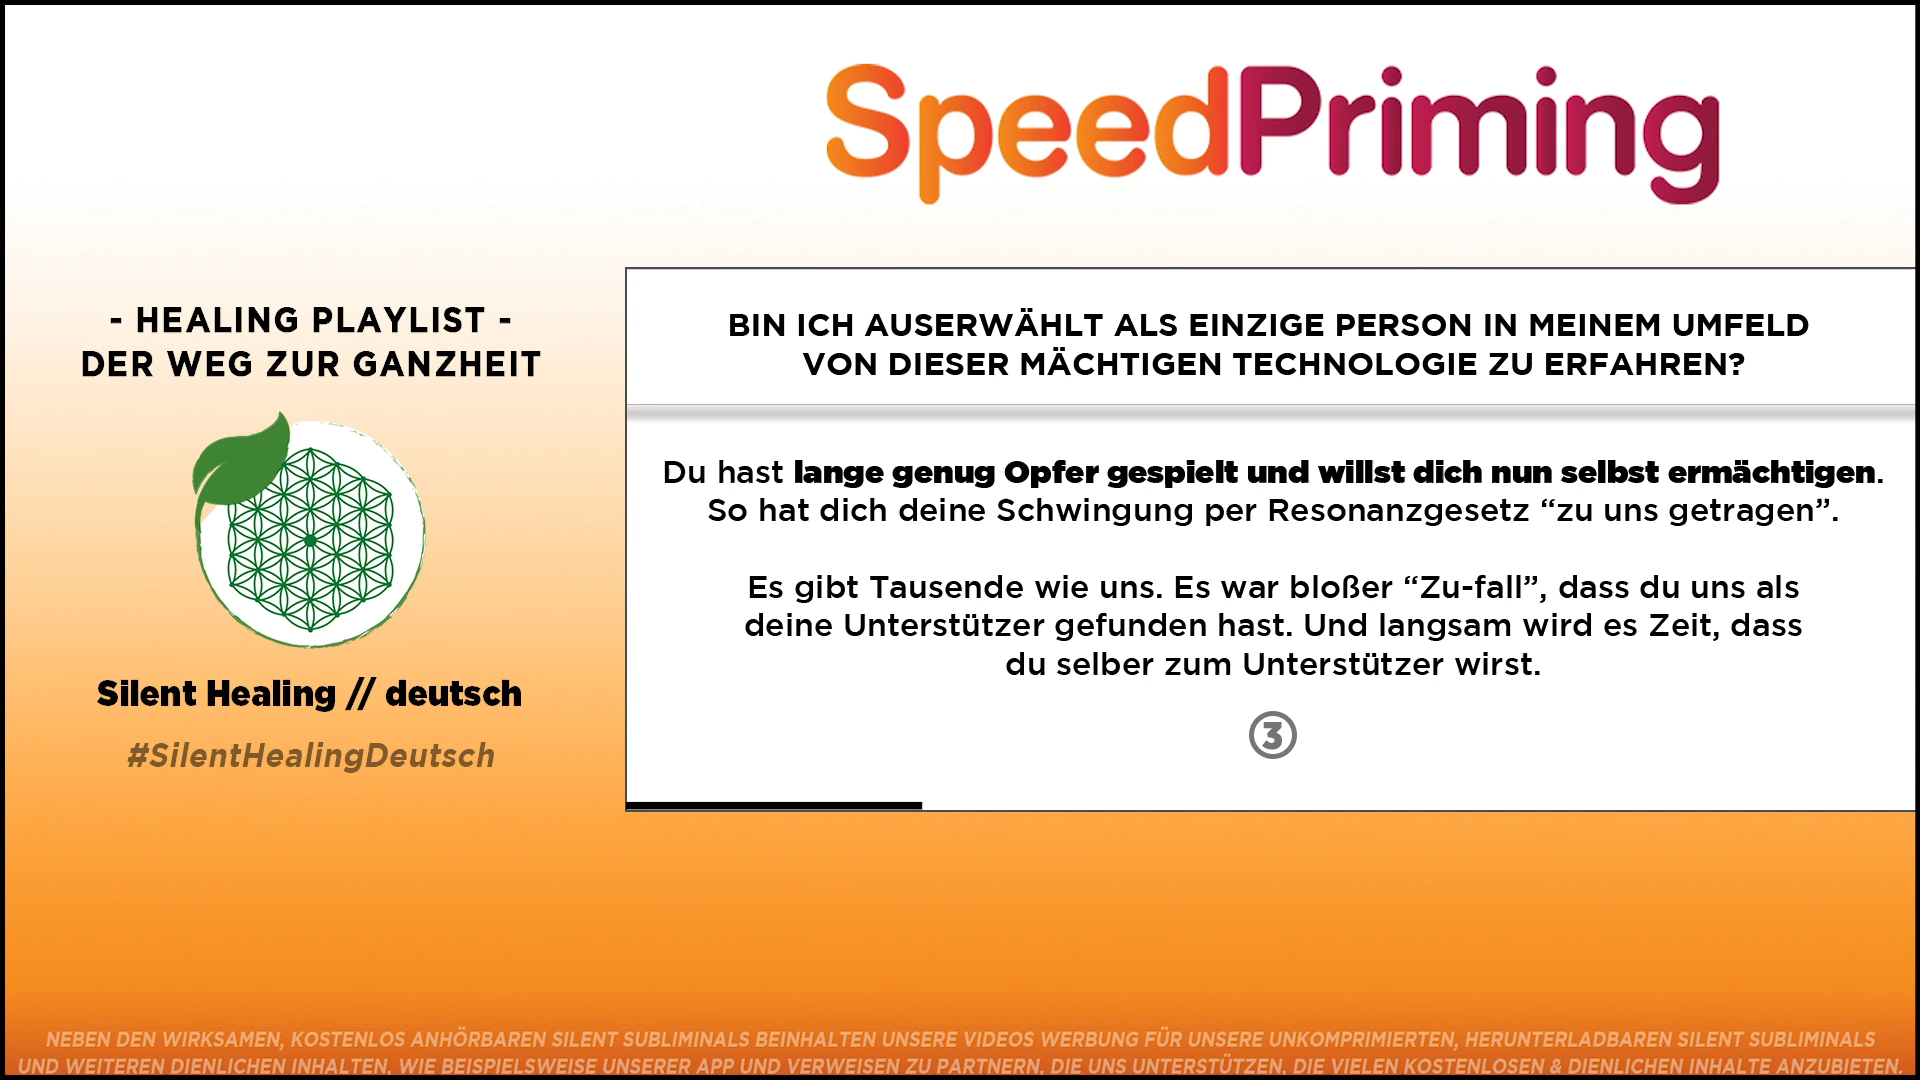 SpeedPriming
- HEALING PLAYLIST -
DER WEG ZUR GANZHEIT
Silent Healing // deutsch
#SilentHealingDeutsch
BIN ICH AUSERWÄHLT ALS EINZIGE PERSON IN MEINEM UMFELD
VON DIESER MÄCHTIGEN TECHNOLOGIE ZU ERFAHREN?
Du hast lange genug Opfer gespielt und willst dich nun selbst ermächtigen.
So hat dich deine Schwingung per Resonanzgesetz “zu uns getragen”.
Es gibt Tausende wie uns. Es war bloßer “Zu-fall”, dass du uns als
deine Unterstützer gefunden hast. Und langsam wird es Zeit, dass
du selber zum Unterstützer wirst.
3
NEBEN DEN WIRKSAMEN, KOSTENLOS ANHÖRBAREN SILENT SUBLIMINALS BEINHALTEN UNSERE VIDEOS WERBUNG FÜR UNSERE UNKOMPRIMIERTEN, HERUNTERLADBAREN SILENT SUBLIMINALS
UND WEITEREN DIENLICHEN INHALTEN, WIE BEISPIELSWEISE UNSERER APP UND VERWEISEN ZU PARTNERN, DIE UNS UNTERSTÜTZEN, DIE VIELEN KOSTENLOSEN & DIENLICHEN INHALTE ANZUBIETEN.